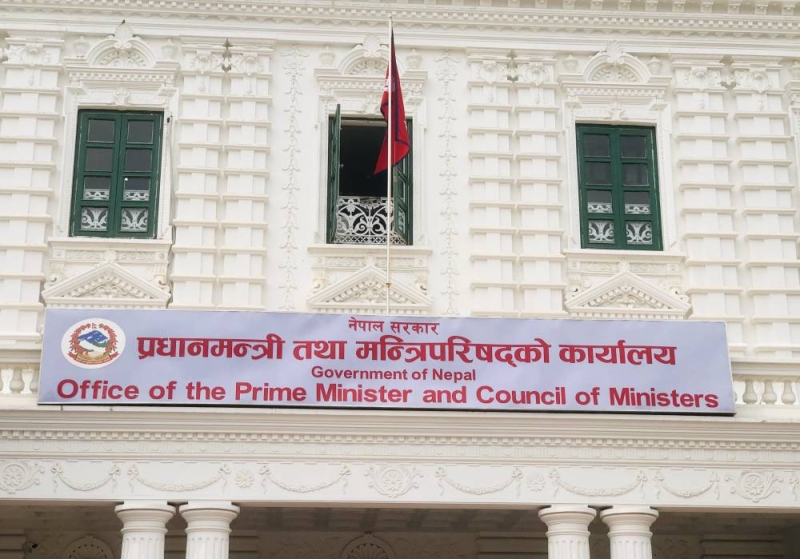 नेपाल सरकार
प्रधानमन्त्री तथा मन्त्रिपरिषद्को कार्यालय
Government of Nepal
Office of the Prime Minister and Council of Ministers